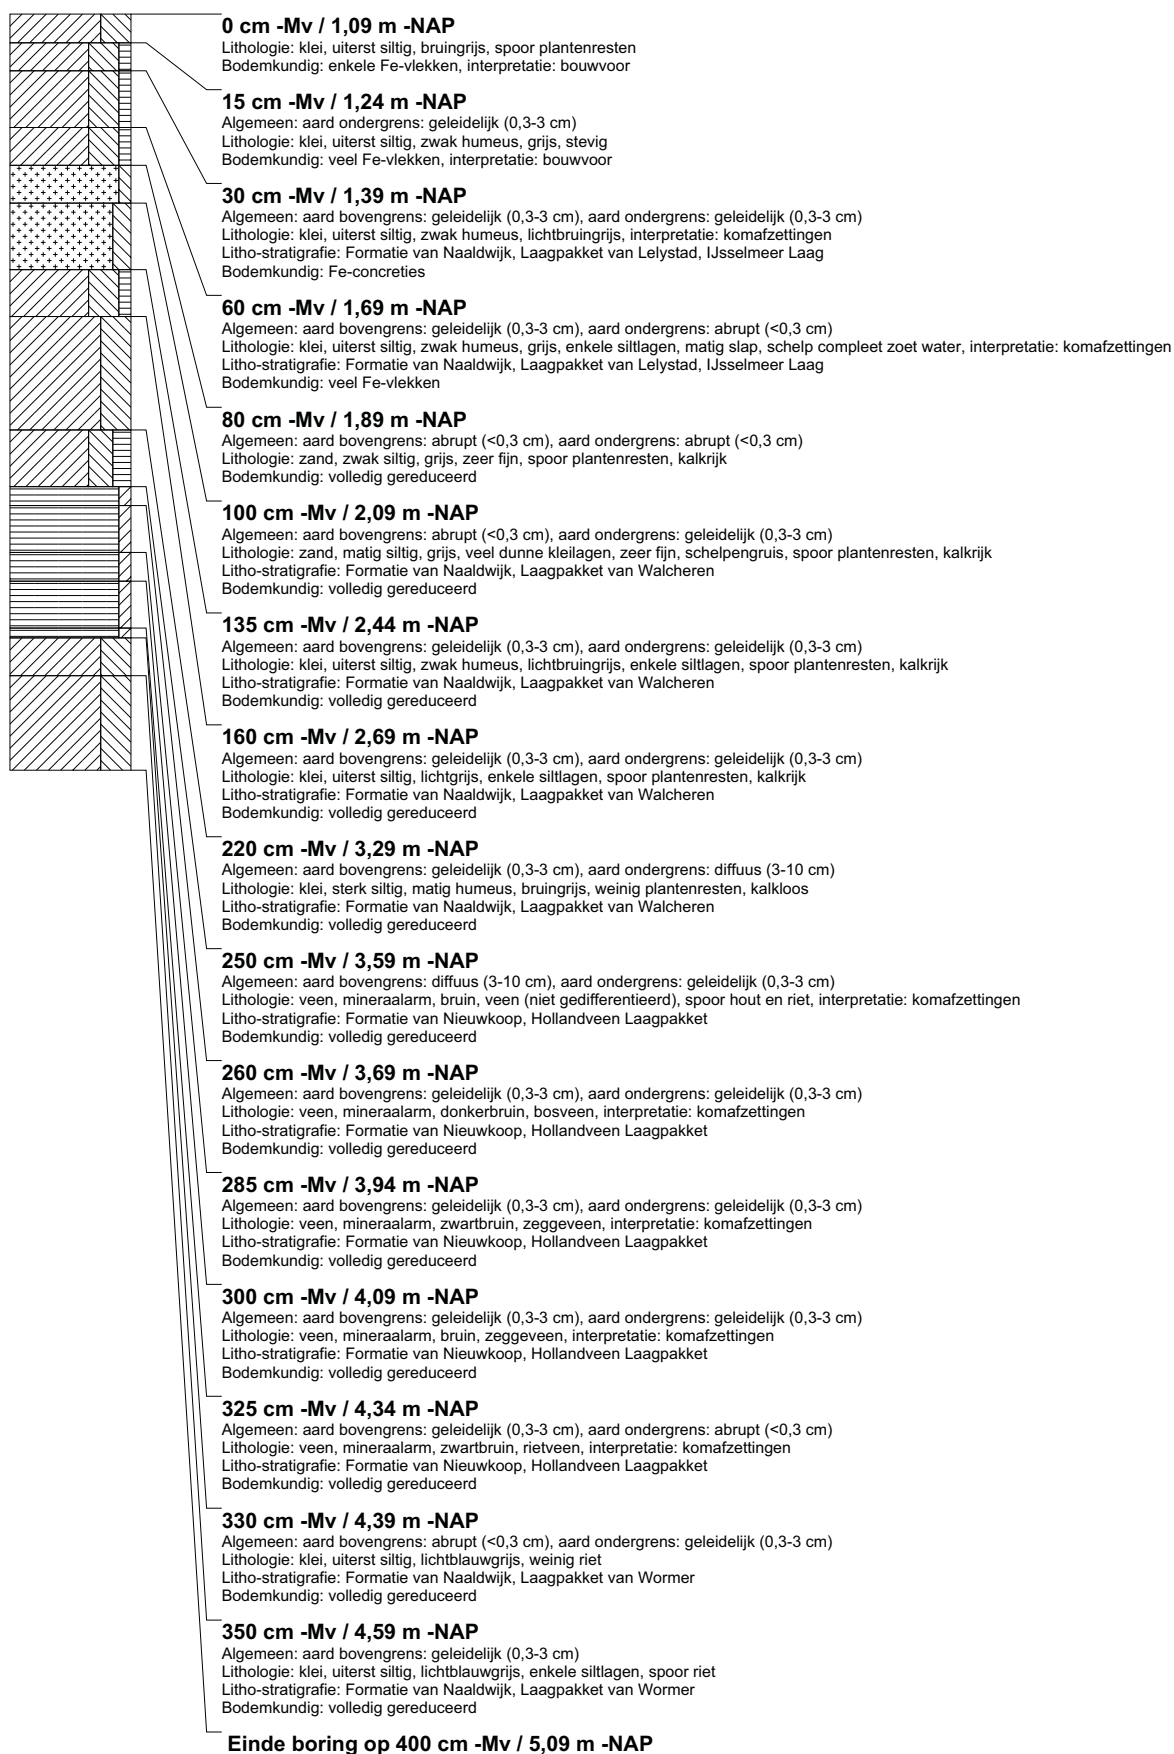 0 cm -Mv / 1,09 m -NAP
Lithologie: klei, uiterst siltig, bruingrijs, spoor plantenresten
Bodemkundig: enkele Fe-vlekken, interpretatie: bouwvoor
15 cm -Mv / 1,24 m -NAP
Algemeen: aard ondergrens: geleidelijk (0,3-3 cm)
Lithologie: klei, uiterst siltig, zwak humeus, grijs, stevig
Bodemkundig: veel Fe-vlekken, interpretatie: bouwvoor
30 cm -Mv / 1,39 m -NAP
Algemeen: aard bovengrens: geleidelijk (0,3-3 cm), aard ondergrens: geleidelijk (0,3-3 cm)
Lithologie: klei, uiterst siltig, zwak humeus, lichtbruingrijs, interpretatie: komafzettingen
Litho-stratigrafie: Formatie van Naaldwijk, Laagpakket van Lelystad, IJsselmeer Laag
Bodemkundig: Fe-concreties
60 cm -Mv / 1,69 m -NAP
Algemeen: aard bovengrens: geleidelijk (0,3-3 cm), aard ondergrens: abrupt (<0,3 cm)
Lithologie: klei, uiterst siltig, zwak humeus, grijs, enkele siltlagen, matig slap, schelp compleet zoet water, interpretatie: komafzettingen
Litho-stratigrafie: Formatie van Naaldwijk, Laagpakket van Lelystad, IJsselmeer Laag
Bodemkundig: veel Fe-vlekken
80 cm -Mv / 1,89 m -NAP
Algemeen: aard bovengrens: abrupt (<0,3 cm), aard ondergrens: abrupt (<0,3 cm)
Lithologie: zand, zwak siltig, grijs, zeer fijn, spoor plantenresten, kalkrijk
Bodemkundig: volledig gereduceerd
100 cm -Mv / 2,09 m -NAP
Algemeen: aard bovengrens: abrupt (<0,3 cm), aard ondergrens: geleidelijk (0,3-3 cm)
Lithologie: zand, matig siltig, grijs, veel dunne kleilagen, zeer fijn, schelpengruis, spoor plantenresten, kalkrijk
Litho-stratigrafie: Formatie van Naaldwijk, Laagpakket van Walcheren
Bodemkundig: volledig gereduceerd
135 cm -Mv / 2,44 m -NAP
Algemeen: aard bovengrens: geleidelijk (0,3-3 cm), aard ondergrens: geleidelijk (0,3-3 cm)
Lithologie: klei, uiterst siltig, zwak humeus, lichtbruingrijs, enkele siltlagen, spoor plantenresten, kalkrijk
Litho-stratigrafie: Formatie van Naaldwijk, Laagpakket van Walcheren
Bodemkundig: volledig gereduceerd
160 cm -Mv / 2,69 m -NAP
Algemeen: aard bovengrens: geleidelijk (0,3-3 cm), aard ondergrens: geleidelijk (0,3-3 cm)
Lithologie: klei, uiterst siltig, lichtgrijs, enkele siltlagen, spoor plantenresten, kalkrijk
Litho-stratigrafie: Formatie van Naaldwijk, Laagpakket van Walcheren
Bodemkundig: volledig gereduceerd
220 cm -Mv / 3,29 m -NAP
Algemeen: aard bovengrens: geleidelijk (0,3-3 cm), aard ondergrens: diffuus (3-10 cm)
Lithologie: klei, sterk siltig, matig humeus, bruingrijs, weinig plantenresten, kalkloos
Litho-stratigrafie: Formatie van Naaldwijk, Laagpakket van Walcheren
Bodemkundig: volledig gereduceerd
250 cm -Mv / 3,59 m -NAP
Algemeen: aard bovengrens: diffuus (3-10 cm), aard ondergrens: geleidelijk (0,3-3 cm)
Lithologie: veen, mineraalarm, bruin, veen (niet gedifferentieerd), spoor hout en riet, interpretatie: komafzettingen
Litho-stratigrafie: Formatie van Nieuwkoop, Hollandveen Laagpakket
Bodemkundig: volledig gereduceerd
260 cm -Mv / 3,69 m -NAP
Algemeen: aard bovengrens: geleidelijk (0,3-3 cm), aard ondergrens: geleidelijk (0,3-3 cm)
Lithologie: veen, mineraalarm, donkerbruin, bosveen, interpretatie: komafzettingen
Litho-stratigrafie: Formatie van Nieuwkoop, Hollandveen Laagpakket
Bodemkundig: volledig gereduceerd
285 cm -Mv / 3,94 m -NAP
Algemeen: aard bovengrens: geleidelijk (0,3-3 cm), aard ondergrens: geleidelijk (0,3-3 cm)
Lithologie: veen, mineraalarm, zwartbruin, zeggeveen, interpretatie: komafzettingen
Litho-stratigrafie: Formatie van Nieuwkoop, Hollandveen Laagpakket
Bodemkundig: volledig gereduceerd
300 cm -Mv / 4,09 m -NAP
Algemeen: aard bovengrens: geleidelijk (0,3-3 cm), aard ondergrens: geleidelijk (0,3-3 cm)
Lithologie: veen, mineraalarm, bruin, zeggeveen, interpretatie: komafzettingen
Litho-stratigrafie: Formatie van Nieuwkoop, Hollandveen Laagpakket
Bodemkundig: volledig gereduceerd
325 cm -Mv / 4,34 m -NAP
Algemeen: aard bovengrens: geleidelijk (0,3-3 cm), aard ondergrens: abrupt (<0,3 cm)
Lithologie: veen, mineraalarm, zwartbruin, rietveen, interpretatie: komafzettingen
Litho-stratigrafie: Formatie van Nieuwkoop, Hollandveen Laagpakket
Bodemkundig: volledig gereduceerd
330 cm -Mv / 4,39 m -NAP
Algemeen: aard bovengrens: abrupt (<0,3 cm), aard ondergrens: geleidelijk (0,3-3 cm)
Lithologie: klei, uiterst siltig, lichtblauwgrijs, weinig riet
Litho-stratigrafie: Formatie van Naaldwijk, Laagpakket van Wormer
Bodemkundig: volledig gereduceerd
350 cm -Mv / 4,59 m -NAP
Algemeen: aard bovengrens: geleidelijk (0,3-3 cm)
Lithologie: klei, uiterst siltig, lichtblauwgrijs, enkele siltlagen, spoor riet
Litho-stratigrafie: Formatie van Naaldwijk, Laagpakket van Wormer
Bodemkundig: volledig gereduceerd
Einde boring op 400 cm -Mv / 5,09 m -NAP